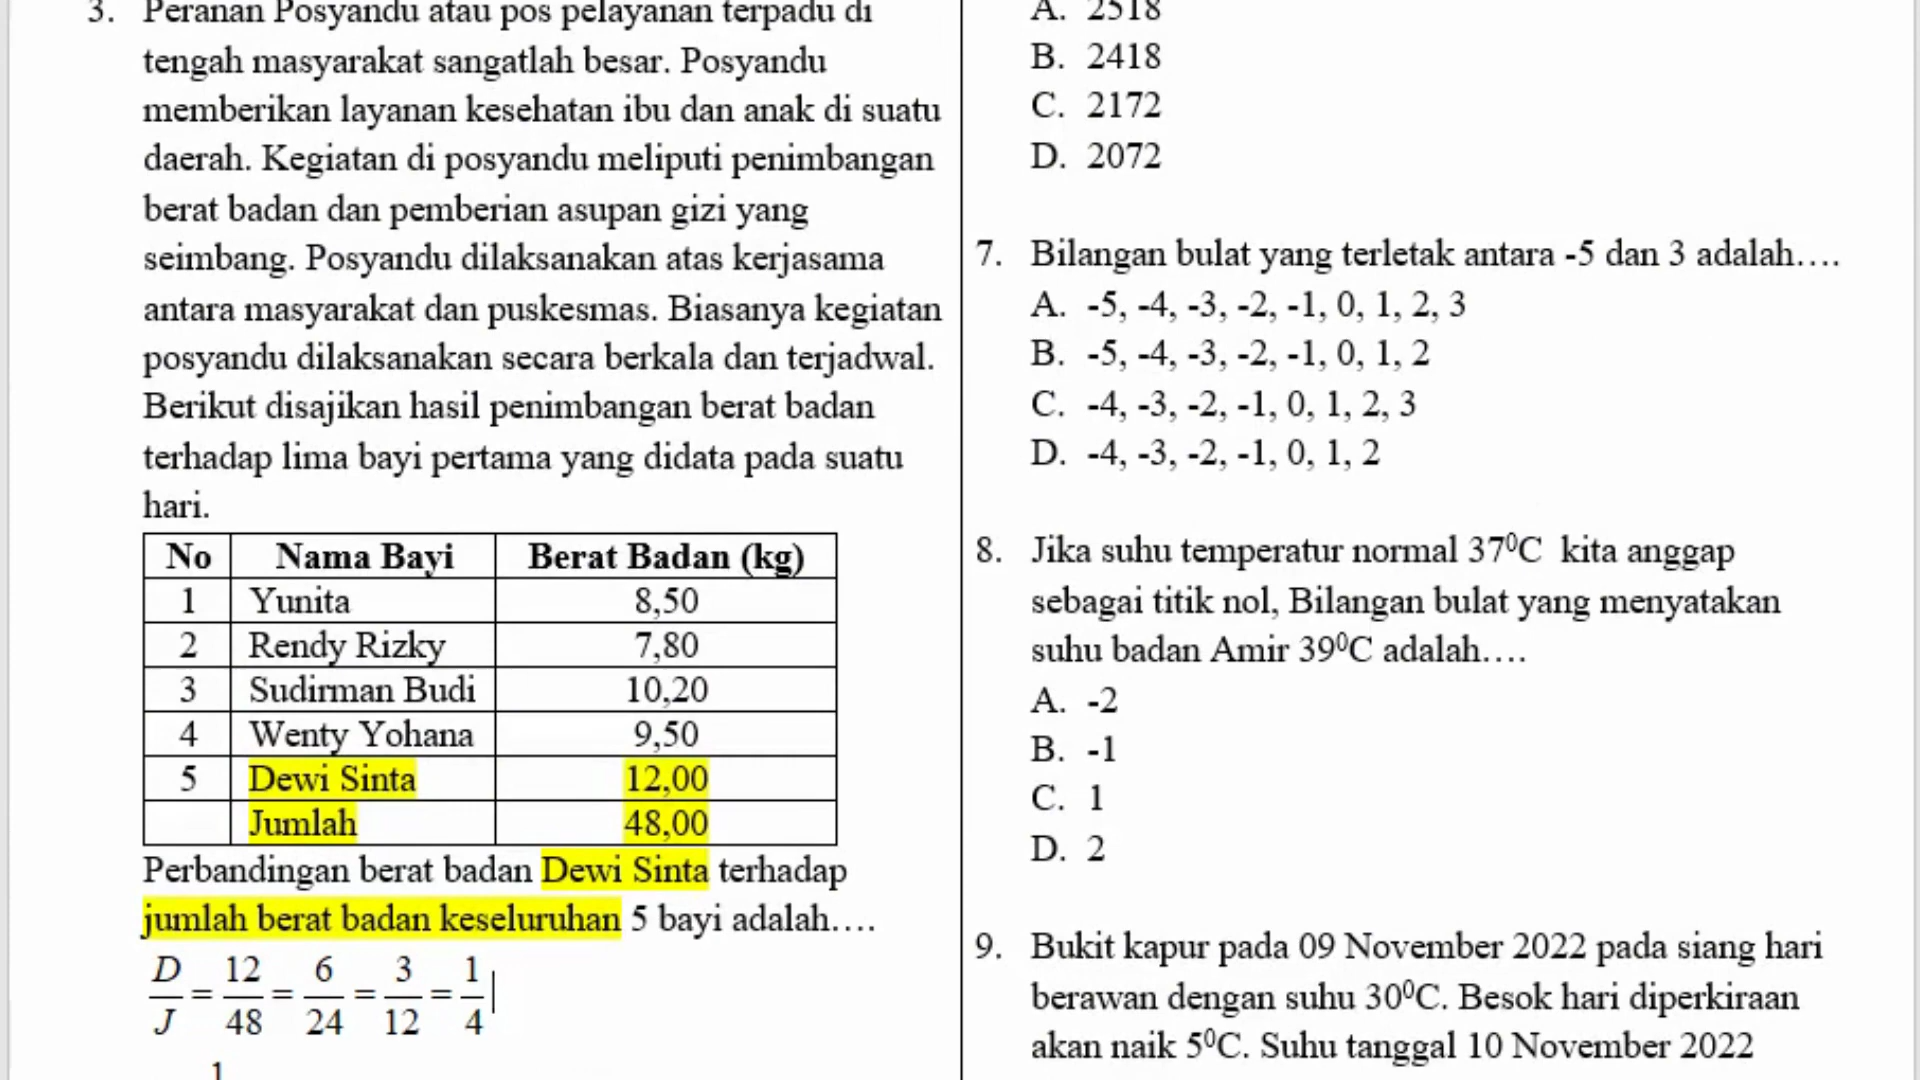 3. Peranan Posyandu atau pos pelayanan terpadu di
tengah masyarakat sangatlah besar. Posyandu
memberikan layanan kesehatan ibu dan anak di suatu
daerah. Kegiatan di posyandu meliputi penimbangan
berat badan dan pemberian asupan gizi yang
seimbang. Posyandu dilaksanakan atas kerjasama
antara masyarakat dan puskesmas. Biasanya kegiatan
posyandu dilaksanakan secara berkala dan terjadwal.
Berikut disajikan hasil penimbangan berat badan
terhadap lima bayi pertama yang didata pada suatu
hari.
No Nama Bayi Berat Badan (kg)
1 Yunita 8,50
2 Rendy Rizky 7,80
3 Sudirman Budi 10,20
4 Wenty Yohana 9,50
5 Dewi Sinta 12,00
Jumlah 48,00
Perbandingan berat badan Dewi Sinta terhadap
jumlah berat badan keseluruhan 5 bayi adalah....
D/J = 12/48 = 6/24 = 3/12 = 1/4
1
A. 2518
B. 2418
C. 2172
D. 2072
7. Bilangan bulat yang terletak antara -5 dan 3 adalah....
A. -5, -4, -3, -2, -1, 0, 1, 2, 3
B. -5, -4, -3, -2, -1, 0, 1, 2
C. -4, -3, -2, -1, 0, 1, 2, 3
D. -4, -3, -2, -1, 0, 1, 2
8. Jika suhu temperatur normal 37⁰C kita anggap
sebagai titik nol, Bilangan bulat yang menyatakan
suhu badan Amir 39⁰C adalah....
A. -2
B. -1
C. 1
D. 2
9. Bukit kapur pada 09 November 2022 pada siang hari
berawan dengan suhu 30⁰C. Besok hari diperkiraan
akan naik 5⁰C. Suhu tanggal 10 November 2022